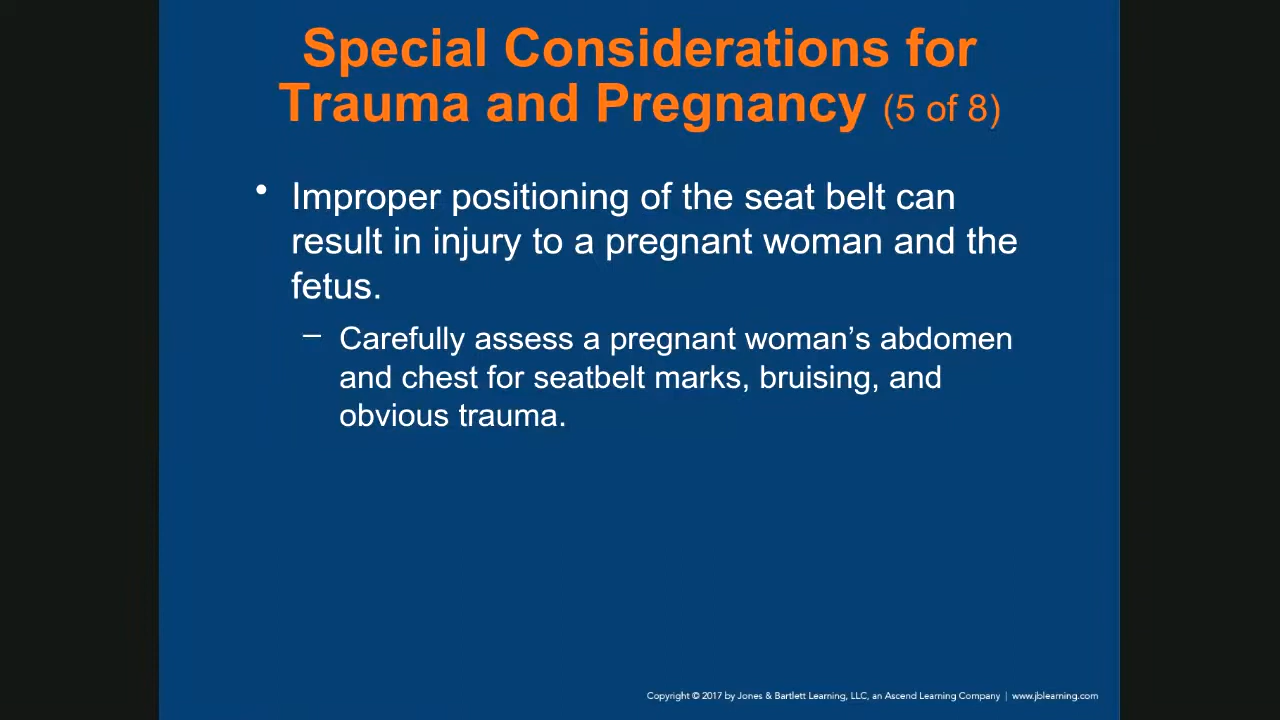 Special Considerations for
Trauma and Pregnancy (5 of 8)
• Improper positioning of the seat belt can
result in injury to a pregnant woman and the
fetus.
– Carefully assess a pregnant woman’s abdomen
and chest for seatbelt marks, bruising, and
obvious trauma.
Copyright © 2017 by Jones & Bartlett Learning, LLC, an Ascend Learning Company | www.jblearning.com